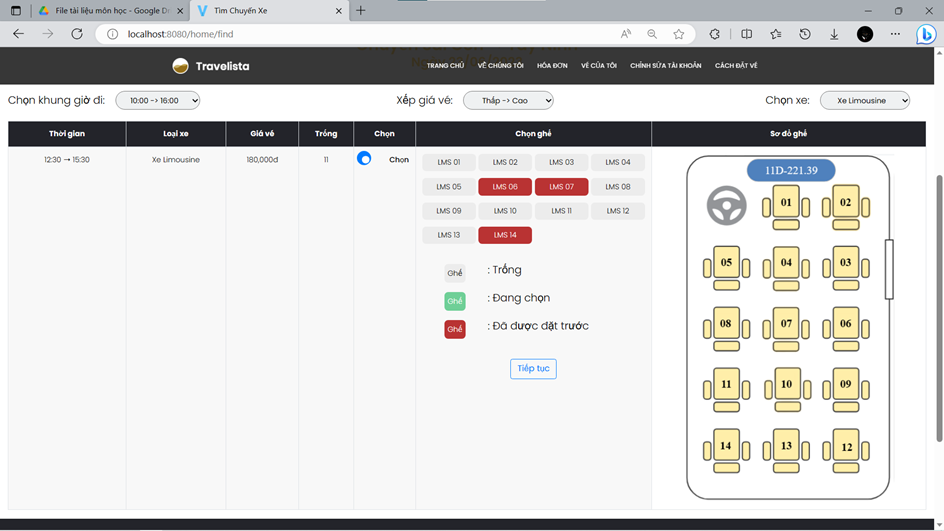 File tài liệu môn học - Google Dr
Tìm Chuyến Xe
localhost:8080/home/find
Travelista
TRANG CHỦ VỀ CHÚNG TÔI HÓA ĐƠN VÉ CỦA TÔI CHỈNH SỬA TÀI KHOẢN CÁCH ĐẶT VÉ
Chọn khung giờ đi: 10:00 -> 16:00 Xếp giá vé: Thấp -> Cao Chọn xe: Xe Limousine
Thời gian Loại xe Giá vé Trống Chọn Chọn ghế Sơ đồ ghế
12:30 → 15:30 Xe Limousine 180,000đ 11 Chọn
LMS 01 LMS 02 LMS 03 LMS 04
LMS 05 LMS 06 LMS 07 LMS 08
LMS 09 LMS 10 LMS 11 LMS 12
LMS 13 LMS 14
Ghế : Trống
Ghế : Đang chọn
Ghế : Đã được đặt trước
Tiếp tục
11D-221.39
01 02
05 04 03
08 07 06
11 10 09
14 13 12